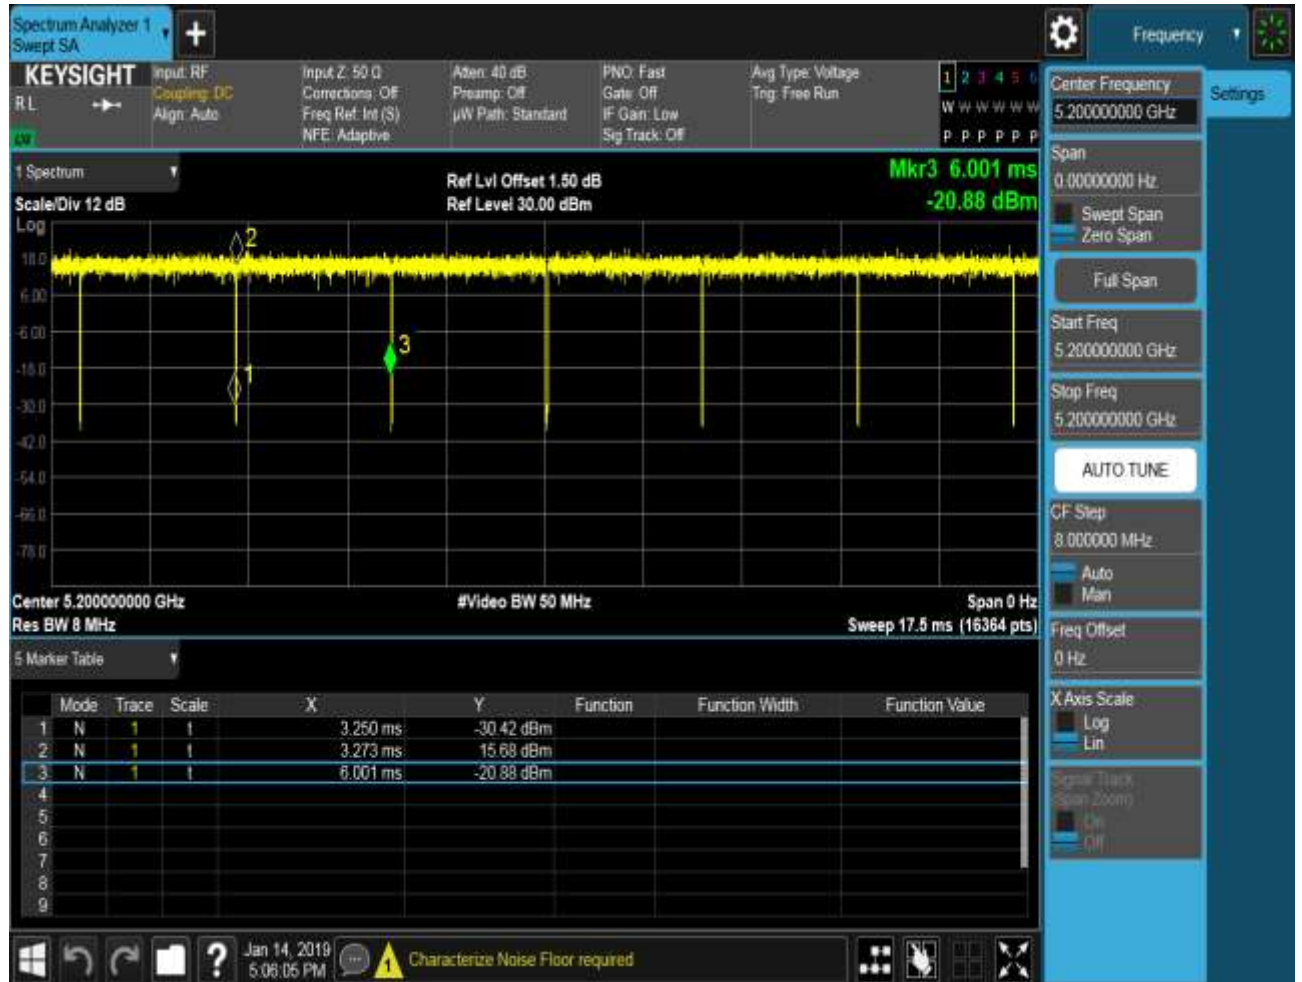 Spectrum Analyzer 1
Swept SA
Frequency
KEYSIGHT
R L
Input: RF
Coupling: DC
Align: Auto
Input Z: 50 Ω
Corrections: Off
Freq Ref: Int (S)
NFE: Adaptive
Atten: 40 dB
Preamp: Off
µW Path: Standard
PNO: Fast
Gate: Off
IF Gain: Low
Sig Track: Off
Avg Type: Voltage
Trig: Free Run
1 2 3 4 5 6
W W W W W W
P P P P P P
1 Spectrum
Scale/Div 12 dB
Ref Lvl Offset 1.50 dB
Ref Level 30.00 dBm
Mkr3 6.001 ms
-20.88 dBm
Log
18.0
6.00
-6.00
-18.0
-30.0
-42.0
-54.0
-66.0
-78.0
2
3
1
Center 5.200000000 GHz
#Video BW 50 MHz
Span 0 Hz
Res BW 8 MHz
Sweep 17.5 ms (16364 pts)
5 Marker Table
Mode Trace Scale X Y Function Function Width Function Value
1 N 1 t 3.250 ms -30.42 dBm
2 N 1 t 3.273 ms 15.68 dBm
3 N 1 t 6.001 ms -20.88 dBm
4
5
6
7
8
9
Jan 14, 2019
5:06:05 PM
1
Characterize Noise Floor required
Settings
Center Frequency
5.200000000 GHz
Span
0.00000000 Hz
Swept Span
Zero Span
Full Span
Start Freq
5.200000000 GHz
Stop Freq
5.200000000 GHz
AUTO TUNE
CF Step
8.000000 MHz
Auto
Man
Freq Offset
0 Hz
X Axis Scale
Log
Lin
Signal Track
(Span Zoom)
On
Off